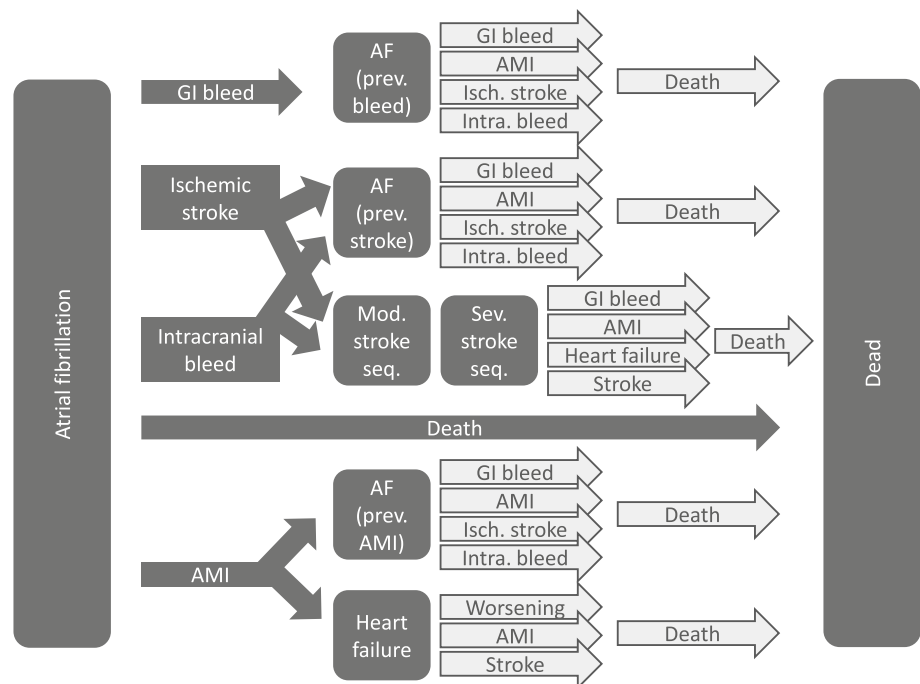 Atrial fibrillation
GI bleed
AF
(prev.
bleed)
GI bleed
AMI
Isch. stroke
Intra. bleed
Death
Ischemic
stroke
AF
(prev.
stroke)
GI bleed
AMI
Isch. stroke
Intra. bleed
Death
Intracranial
bleed
Mod.
stroke
seq.
Sev.
stroke
seq.
GI bleed
AMI
Heart failure
Stroke
Death
Death
AMI
AF
(prev.
AMI)
GI bleed
AMI
Isch. stroke
Intra. bleed
Death
Heart
failure
Worsening
AMI
Stroke
Death
Dead